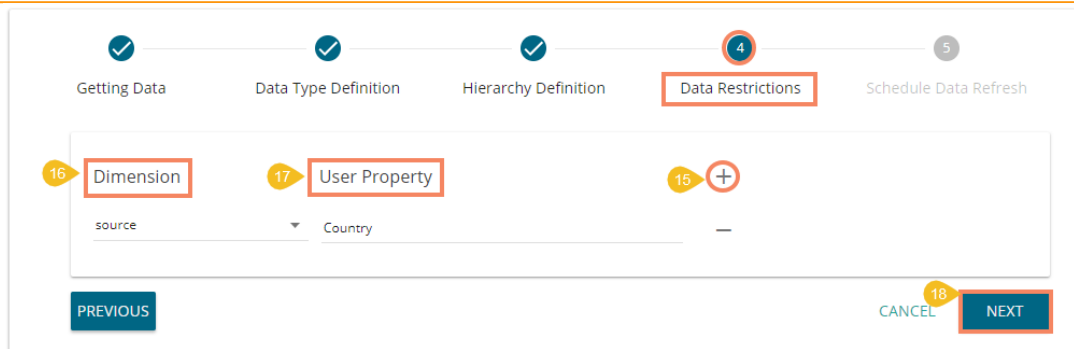 4
5
Getting Data
Data Type Definition
Hierarchy Definition
Data Restrictions
Schedule Data Refresh
16
Dimension
17
User Property
15
source
Country
PREVIOUS
CANCEL
18
NEXT